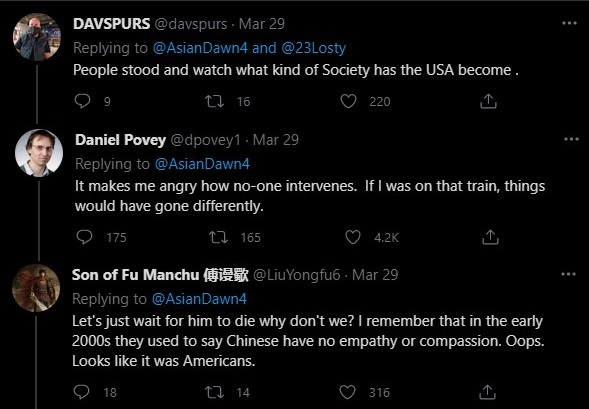 DAVSPURS @davspurs · Mar 29
Replying to @AsianDawn4 and @23Losty
People stood and watch what kind of Society has the USA become .
9 16 220
Daniel Povey @dpovey1 · Mar 29
Replying to @AsianDawn4
It makes me angry how no-one intervenes. If I was on that train, things
would have gone differently.
175 165 4.2K
Son of Fu Manchu 傅谩歜 @LiuYongfu6 · Mar 29
Replying to @AsianDawn4
Let's just wait for him to die why don't we? I remember that in the early
2000s they used to say Chinese have no empathy or compassion. Oops.
Looks like it was Americans.
18 14 316